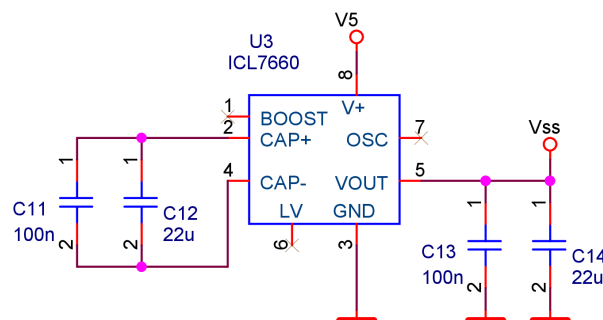 V5
U3
ICL7660
8
1
BOOST
V+
2
CAP+
OSC
7
4
CAP-
VOUT
5
Vss
LV
GND
6
3
1
C11
100n
2
1
C12
22u
2
1
C13
100n
2
1
C14
22u
2